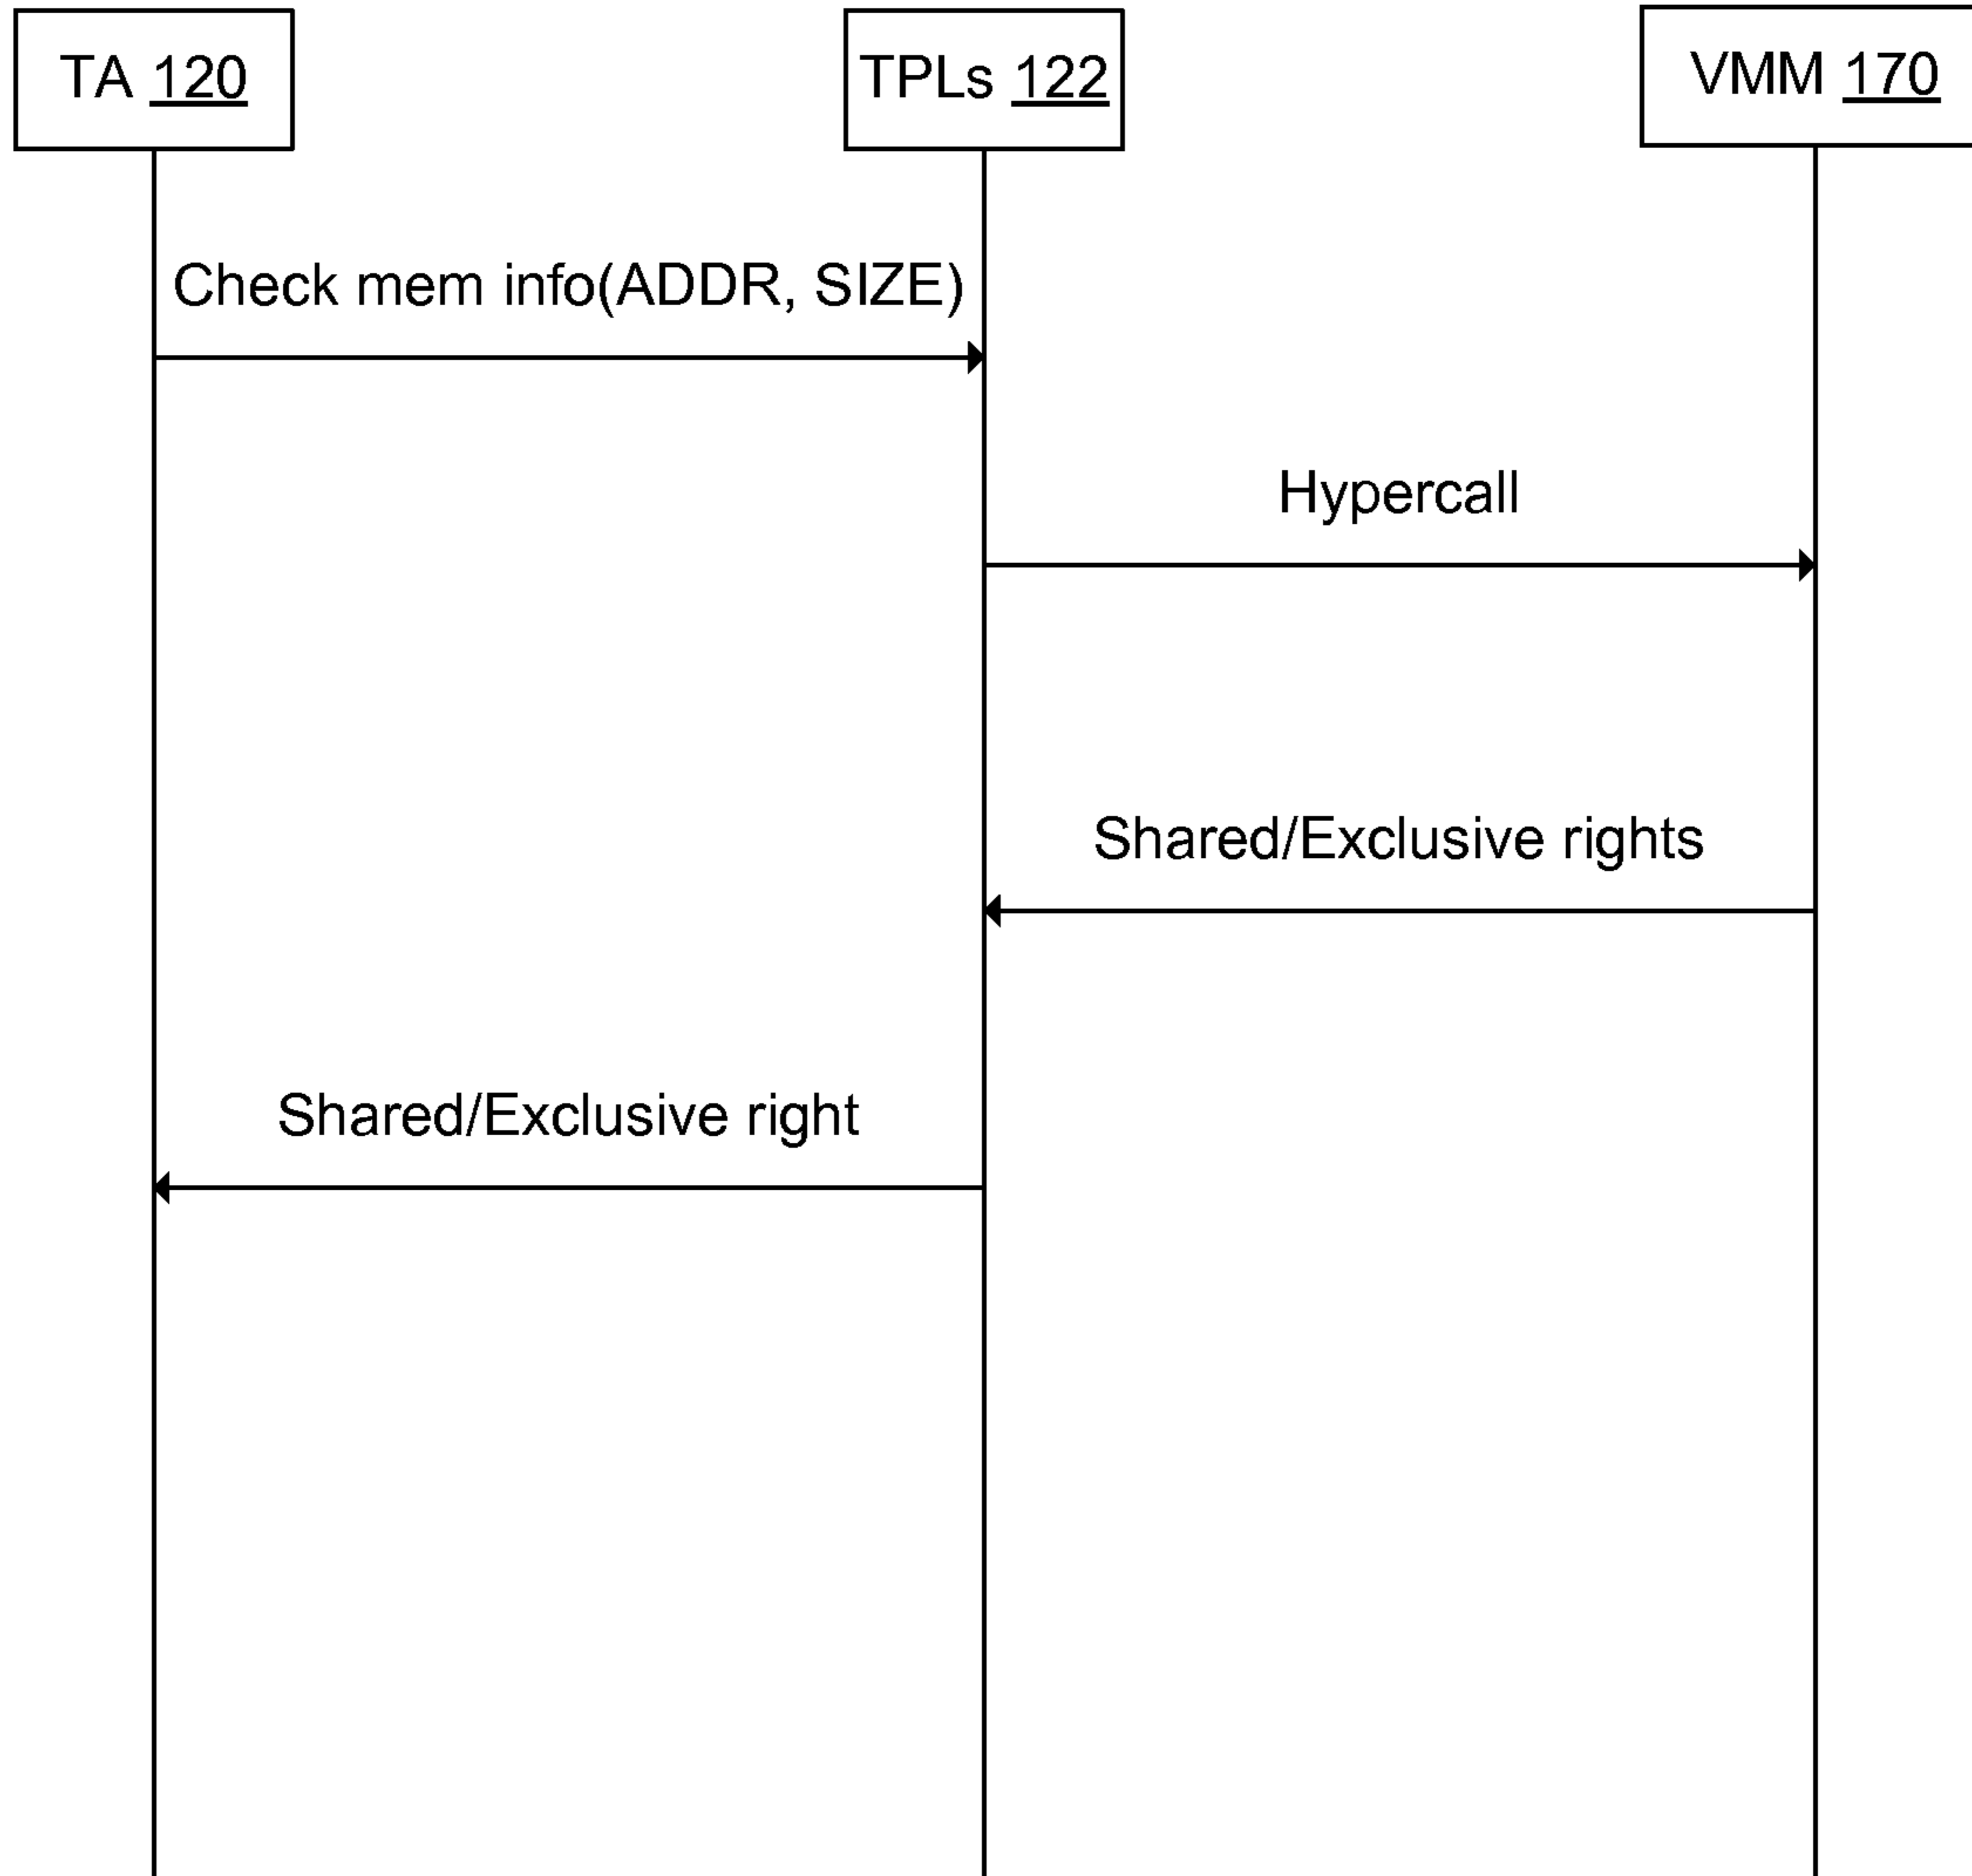 TA 120
TPLs 122
VMM 170
Check mem info(ADDR, SIZE)
Hypercall
Shared/Exclusive rights
Shared/Exclusive right